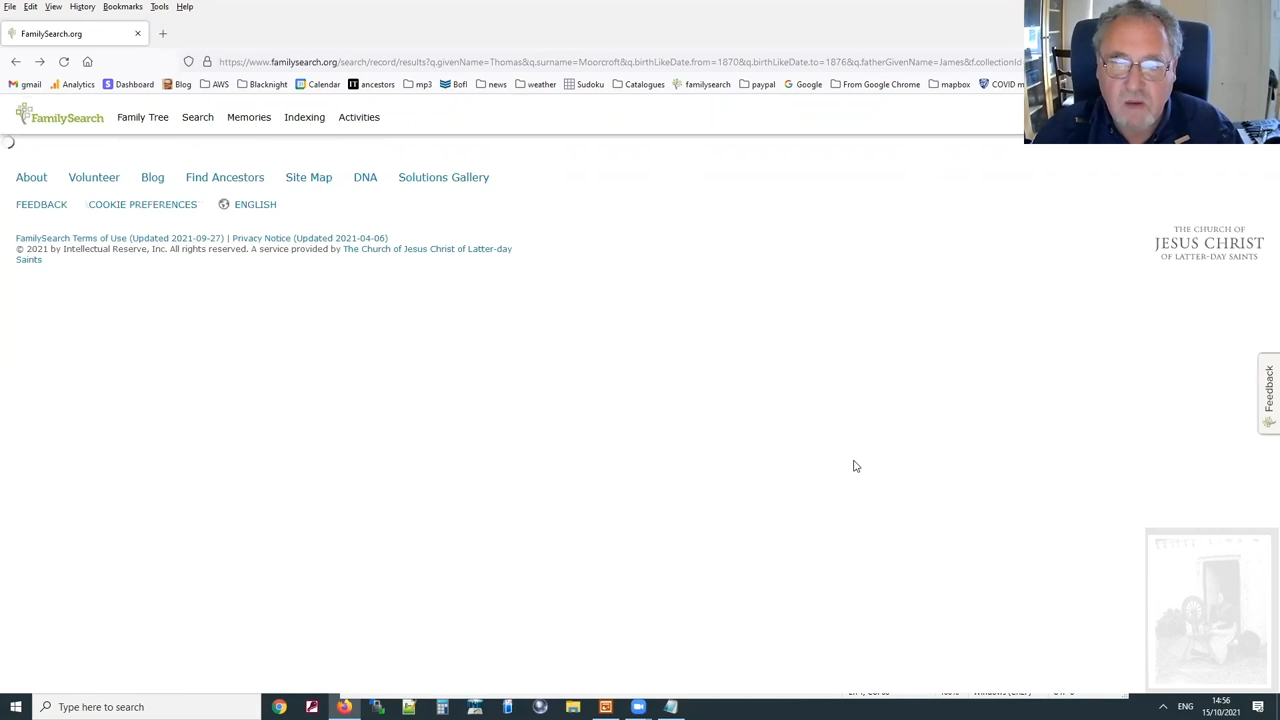 File Edit View History Bookmarks Tools Help
FamilySearch.org
https://www.familysearch.org/search/record/results?q.givenName=Thomas&q.surname=Moorcroft&q.birthLikeDate.from=1870&q.birthLikeDate.to=1876&q.fatherGivenName=James&f.collectionId
gmail Analytics Dashboard Blog AWS Blacknight Calendar ancestors mp3 BofI news weather Sudoku Catalogues familysearch paypal Google From Google Chrome mapbox COVID m
FamilySearch Family Tree Search Memories Indexing Activities
About Volunteer Blog Find Ancestors Site Map DNA Solutions Gallery
FEEDBACK COOKIE PREFERENCES ENGLISH
FamilySearch Terms of Use (Updated 2021-09-27) | Privacy Notice (Updated 2021-04-06)
© 2021 by Intellectual Reserve, Inc. All rights reserved. A service provided by The Church of Jesus Christ of Latter-day
Saints
THE CHURCH OF
JESUS CHRIST
OF LATTER-DAY SAINTS
Feedback
Type here to search
ENG
14:56
15/10/2021